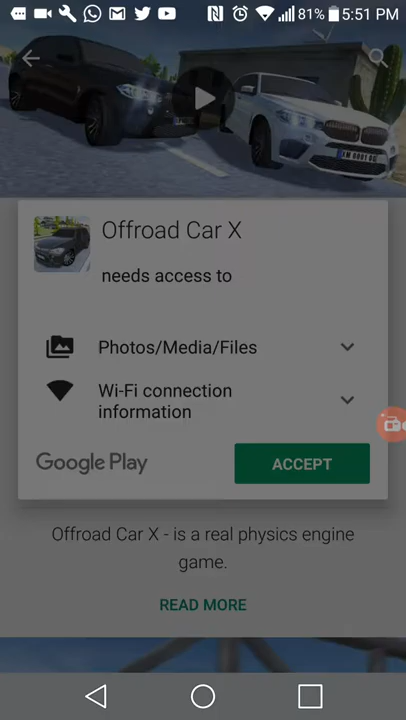 81% 5:51 PM
Offroad Car X
needs access to
Photos/Media/Files
Wi-Fi connection
information
Google Play
ACCEPT
Offroad Car X - is a real physics engine
game.
READ MORE